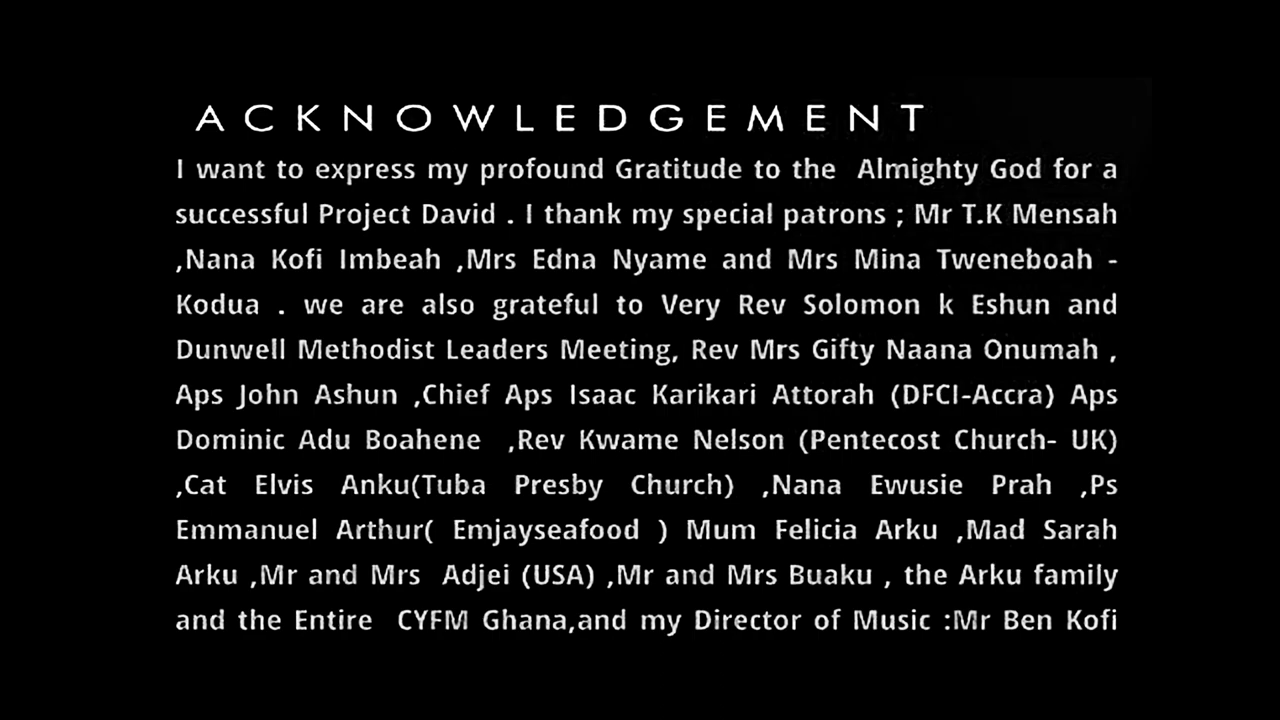 ACKNOWLEDGEMENT
I want to express my profound Gratitude to the Almighty God for a
successful Project David . I thank my special patrons ; Mr T.K Mensah
,Nana Kofi Imbeah ,Mrs Edna Nyame and Mrs Mina Tweneboah -
Kodua . we are also grateful to Very Rev Solomon k Eshun and
Dunwell Methodist Leaders Meeting, Rev Mrs Gifty Naana Onumah ,
Aps John Ashun ,Chief Aps Isaac Karikari Attorah (DFCI-Accra) Aps
Dominic Adu Boahene ,Rev Kwame Nelson (Pentecost Church- UK)
,Cat Elvis Anku(Tuba Presby Church) ,Nana Ewusie Prah ,Ps
Emmanuel Arthur( Emjayseafood ) Mum Felicia Arku ,Mad Sarah
Arku ,Mr and Mrs Adjei (USA) ,Mr and Mrs Buaku , the Arku family
and the Entire CYFM Ghana,and my Director of Music :Mr Ben Kofi